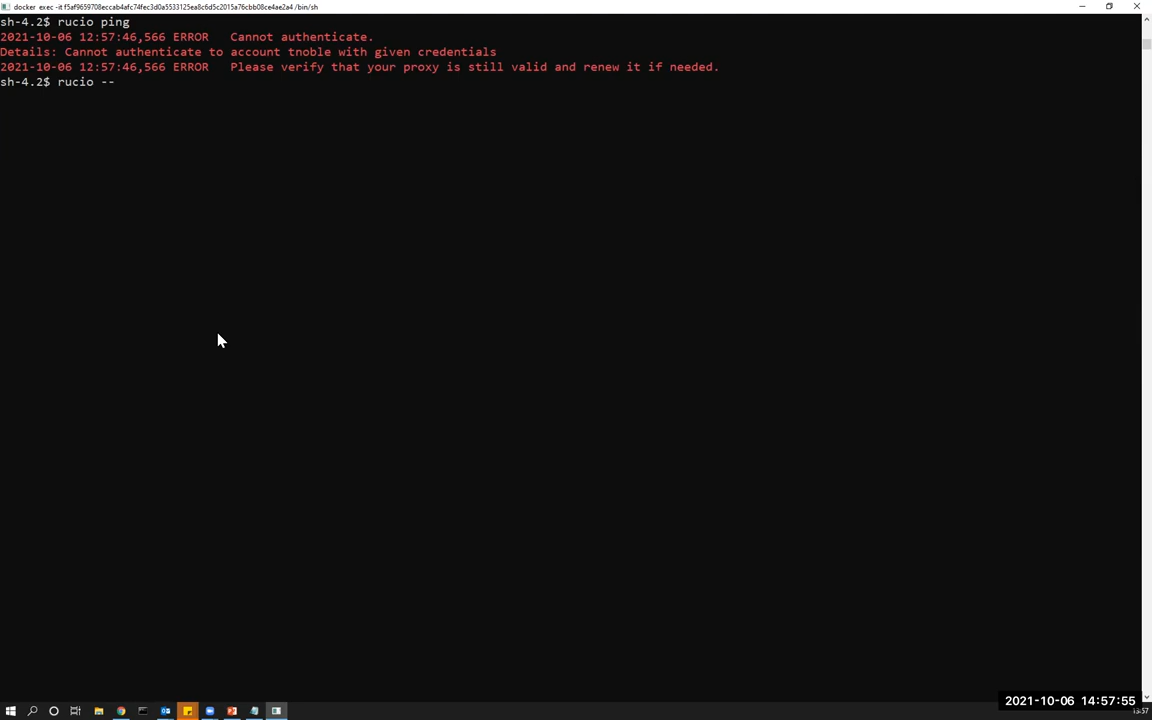 docker exec -it f5af9659708eccab4afc74fec3d0a5533125ea8c6d5c2015a76cbb08ce4ae2a4 /bin/sh
sh-4.2$ rucio ping
2021-10-06 12:57:46,566 ERROR   Cannot authenticate.
Details: Cannot authenticate to account tnoble with given credentials
2021-10-06 12:57:46,566 ERROR   Please verify that your proxy is still valid and renew it if needed.
sh-4.2$ rucio --
2021-10-06 14:57:55
13:57